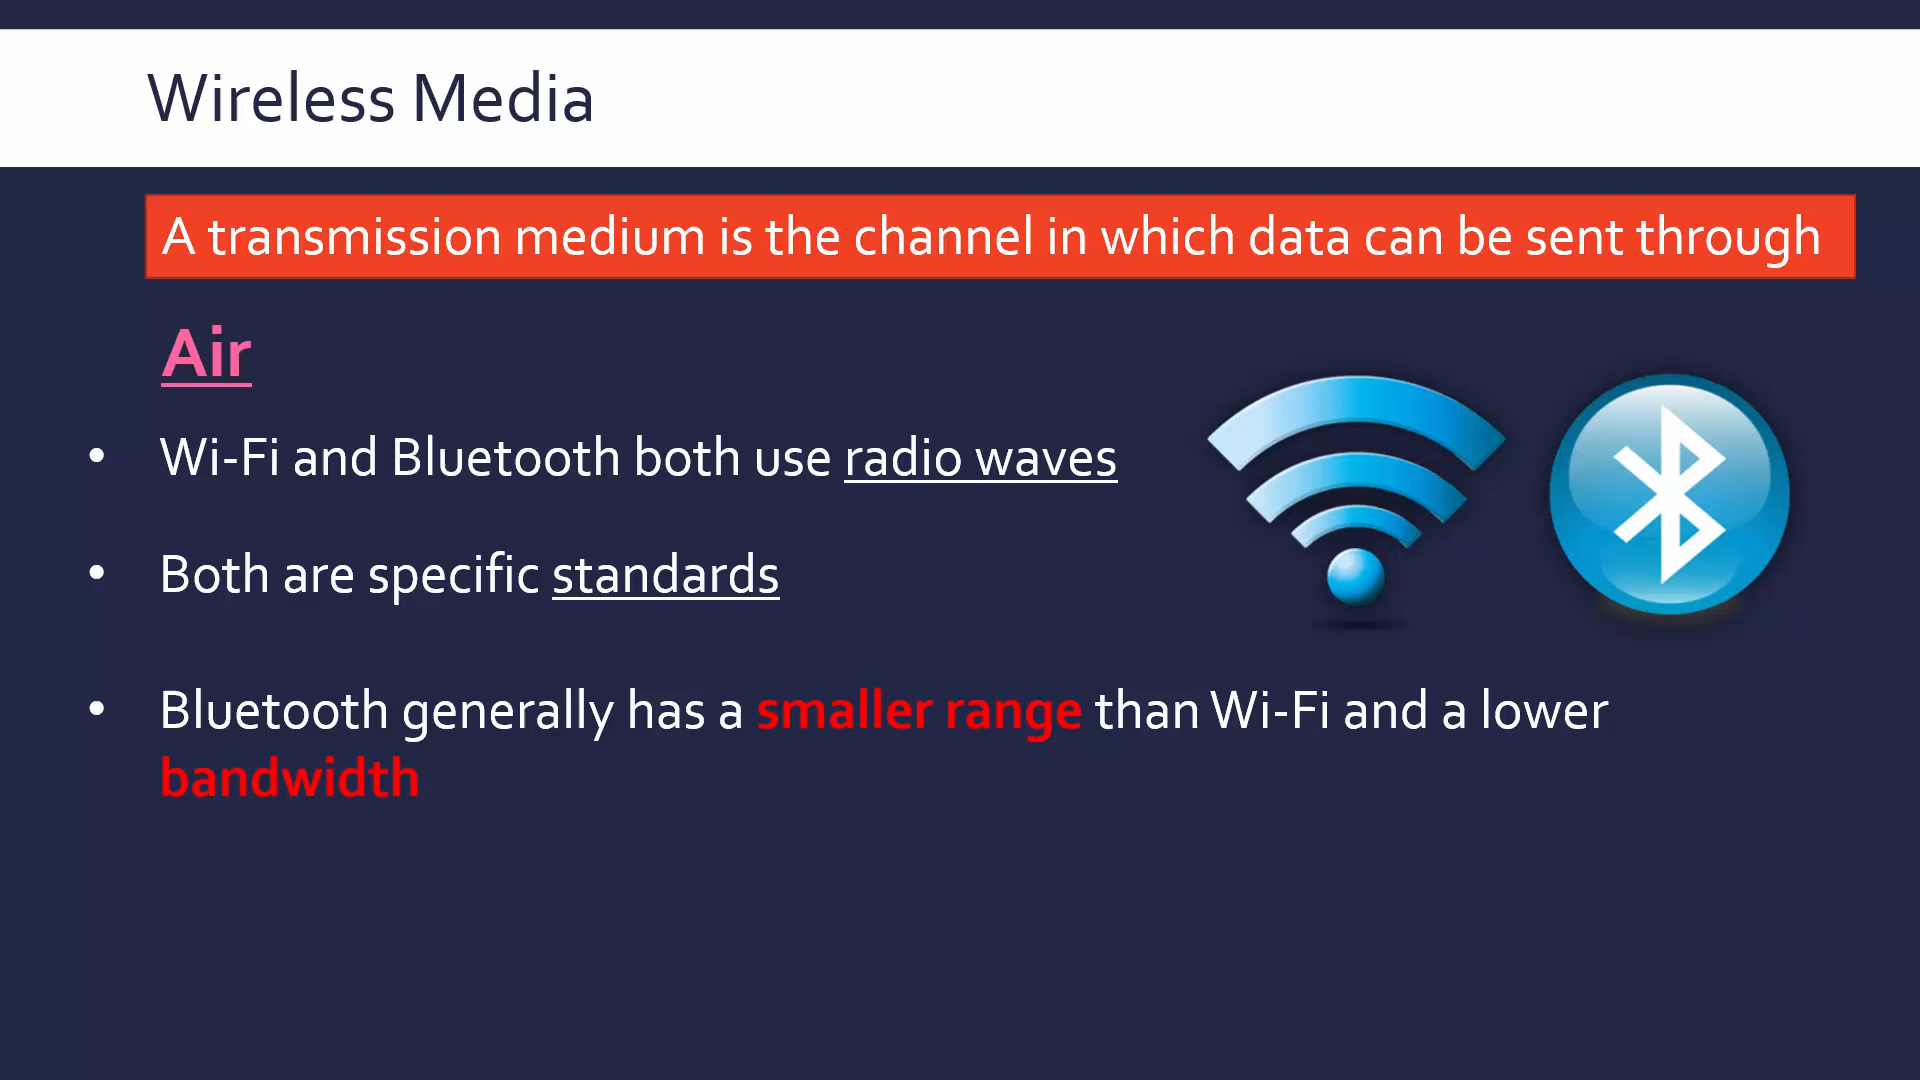 Wireless Media
A transmission medium is the channel in which data can be sent through
Air
• Wi-Fi and Bluetooth both use radio waves
• Both are specific standards
• Bluetooth generally has a smaller range than Wi-Fi and a lower
bandwidth